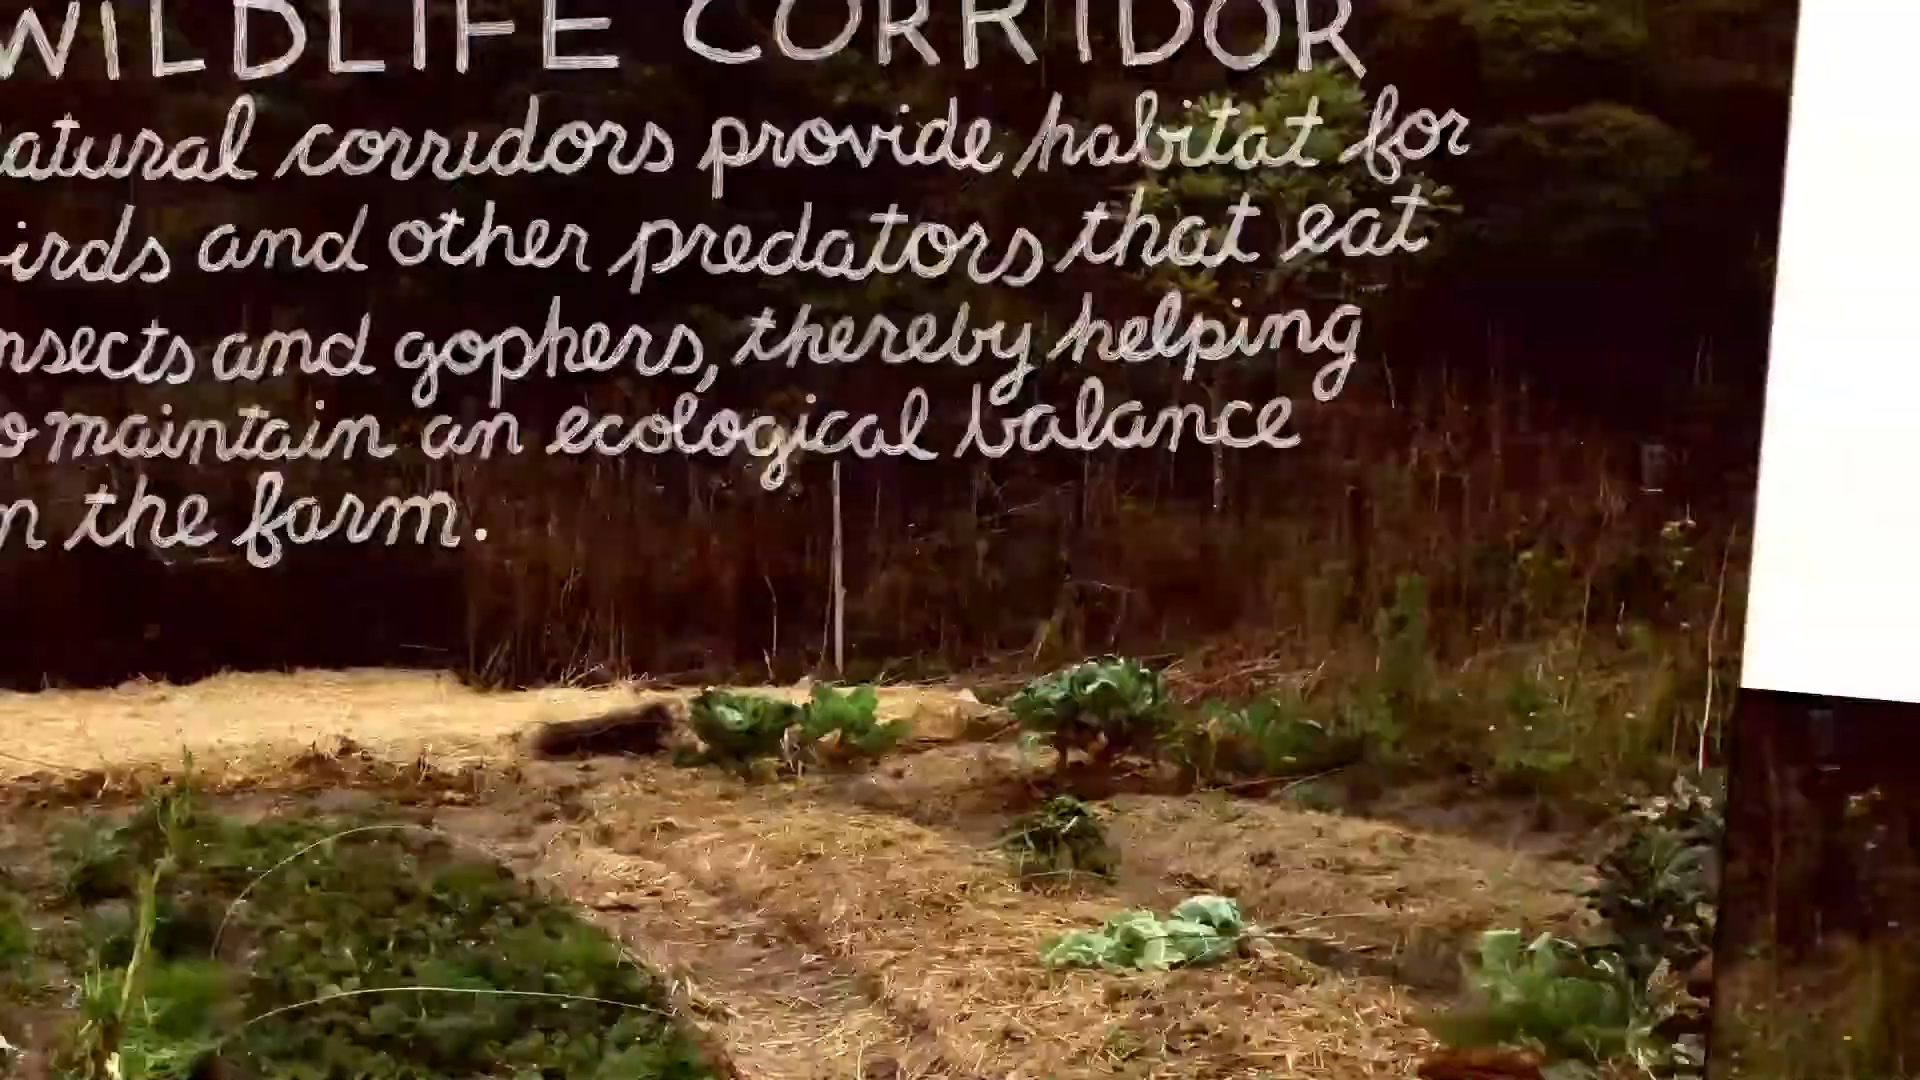 WILDLIFE CORRIDOR
atural corridors provide habitat for
irds and other predators that eat
nsects and gophers, thereby helping
o maintain an ecological balance
n the farm.